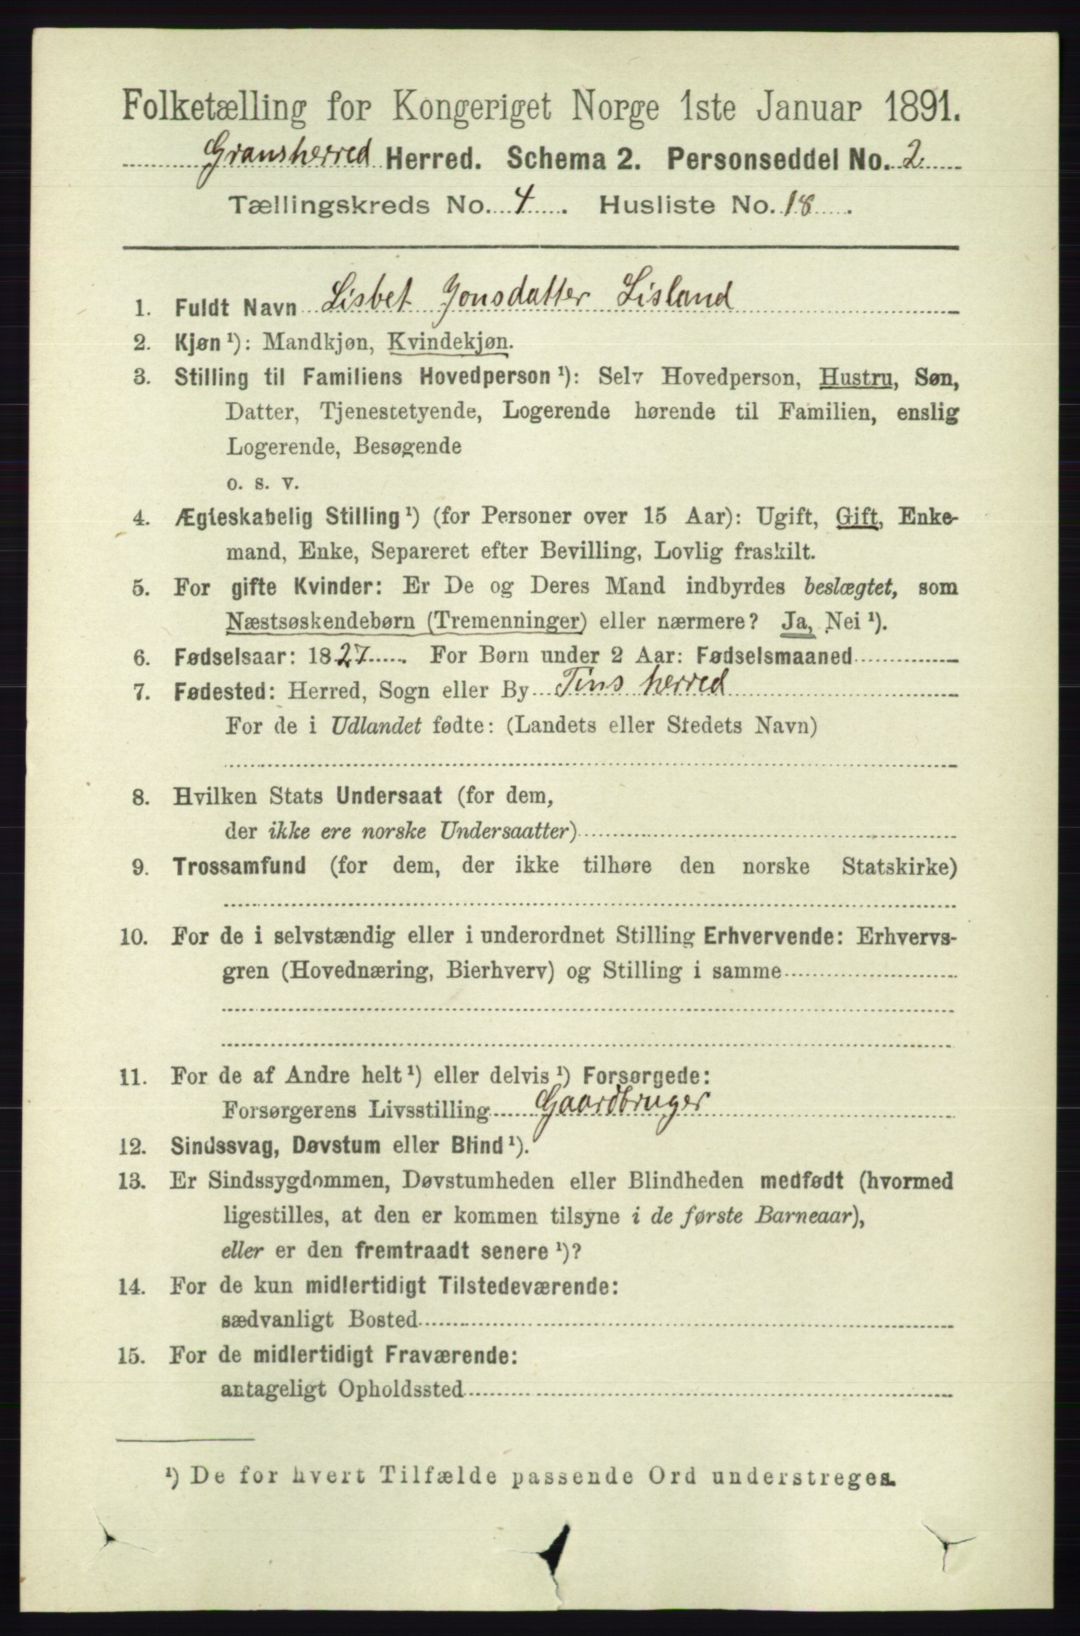 Folketælling for Kongeriget Norge 1ste Januar 1891.
Gransherred Herred. Schema 2. Personseddel No. 2
Tællingskreds No. 4. Husliste No. 18.
1. Fuldt Navn Lisbet Jonsdatter Lisland
2. Kjøn ¹): Mandkjøn, Kvindekjøn.
3. Stilling til Familiens Hovedperson ¹): Selv Hovedperson, Hustru, Søn,
Datter, Tjenestetyende, Logerende hørende til Familien, enslig
Logerende, Besøgende
o. s. v.
4. Ægteskabelig Stilling ¹) (for Personer over 15 Aar): Ugift, Gift, Enke-
mand, Enke, Separeret efter Bevilling, Lovlig fraskilt.
5. For gifte Kvinder: Er De og Deres Mand indbyrdes beslægtet, som
Næstsøskendebørn (Tremenninger) eller nærmere? Ja, Nei ¹).
6. Fødselsaar: 1827. For Børn under 2 Aar: Fødselsmaaned
7. Fødested: Herred, Sogn eller By Tins herred
For de i Udlandet fødte: (Landets eller Stedets Navn)
8. Hvilken Stats Undersaat (for dem,
der ikke ere norske Undersaatter)
9. Trossamfund (for dem, der ikke tilhøre den norske Statskirke)
10. For de i selvstændig eller i underordnet Stilling Erhvervende: Erhvervs-
gren (Hovednæring, Bierhverv) og Stilling i samme
11. For de af Andre helt ¹) eller delvis ¹) Forsørgede:
Forsørgerens Livsstilling Gaardbruger
12. Sindssvag, Døvstum eller Blind ¹).
13. Er Sindssygdommen, Døvstumheden eller Blindheden medfødt (hvormed
ligestilles, at den er kommen tilsyne i de første Barneaar),
eller er den fremtraadt senere ¹)?
14. For de kun midlertidigt Tilstedeværende:
sædvanligt Bosted
15. For de midlertidigt Fraværende:
antageligt Opholdssted
¹) De for hvert Tilfælde passende Ord understreges.